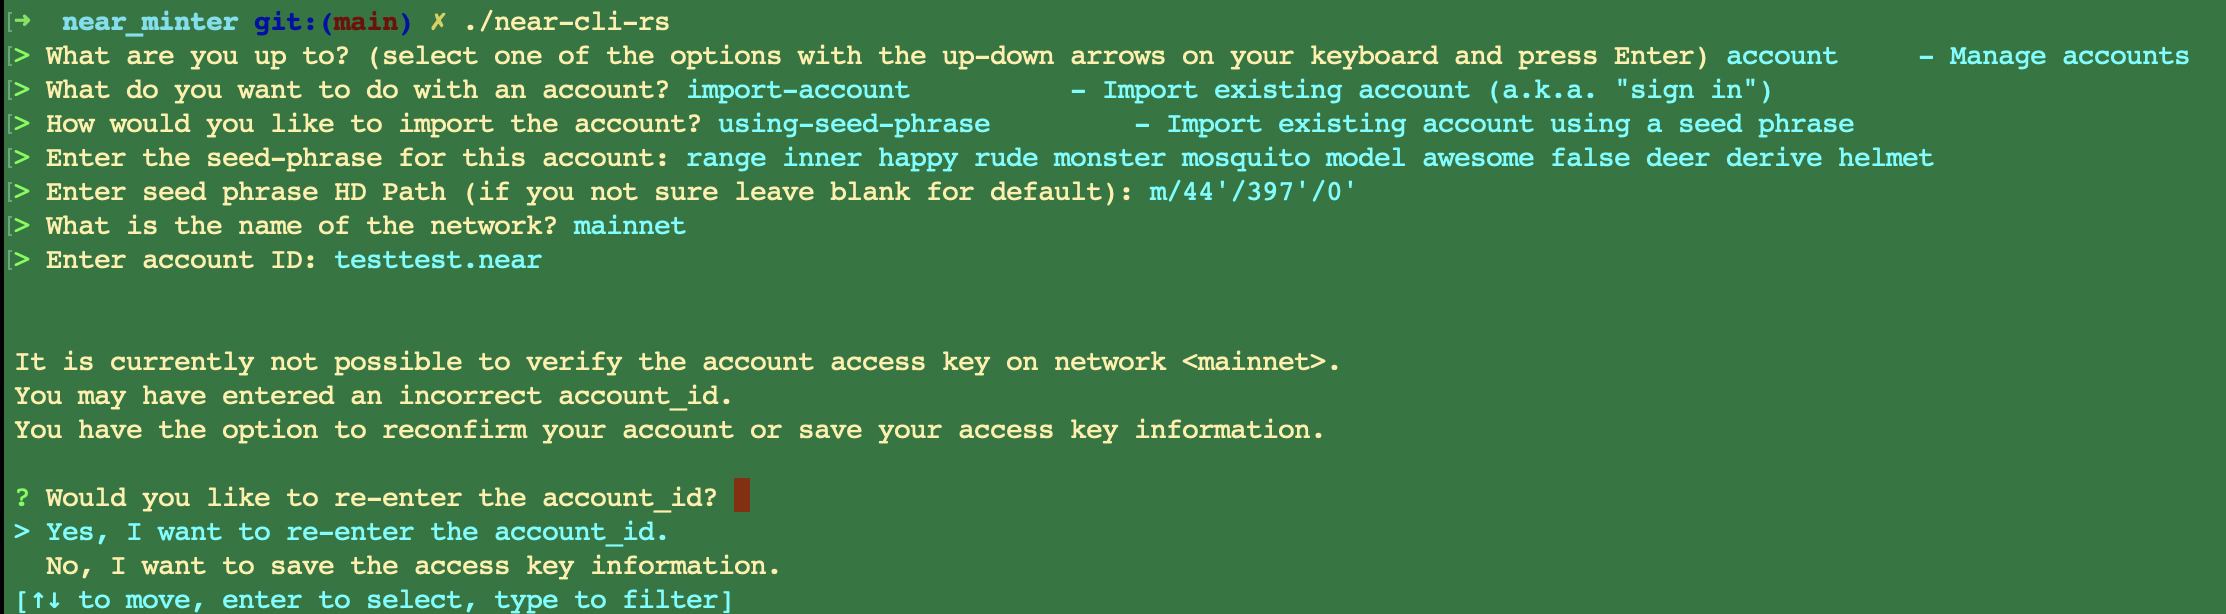 ➜  near_minter git:(main) ✗ ./near-cli-rs
> What are you up to? (select one of the options with the up-down arrows on your keyboard and press Enter) account     - Manage accounts
> What do you want to do with an account? import-account          - Import existing account (a.k.a. "sign in")
> How would you like to import the account? using-seed-phrase         - Import existing account using a seed phrase
> Enter the seed-phrase for this account: range inner happy rude monster mosquito model awesome false deer derive helmet
> Enter seed phrase HD Path (if you not sure leave blank for default): m/44'/397'/0'
> What is the name of the network? mainnet
> Enter account ID: testtest.near
It is currently not possible to verify the account access key on network <mainnet>.
You may have entered an incorrect account_id.
You have the option to reconfirm your account or save your access key information.
? Would you like to re-enter the account_id?
> Yes, I want to re-enter the account_id.
  No, I want to save the access key information.
[↑↓ to move, enter to select, type to filter]